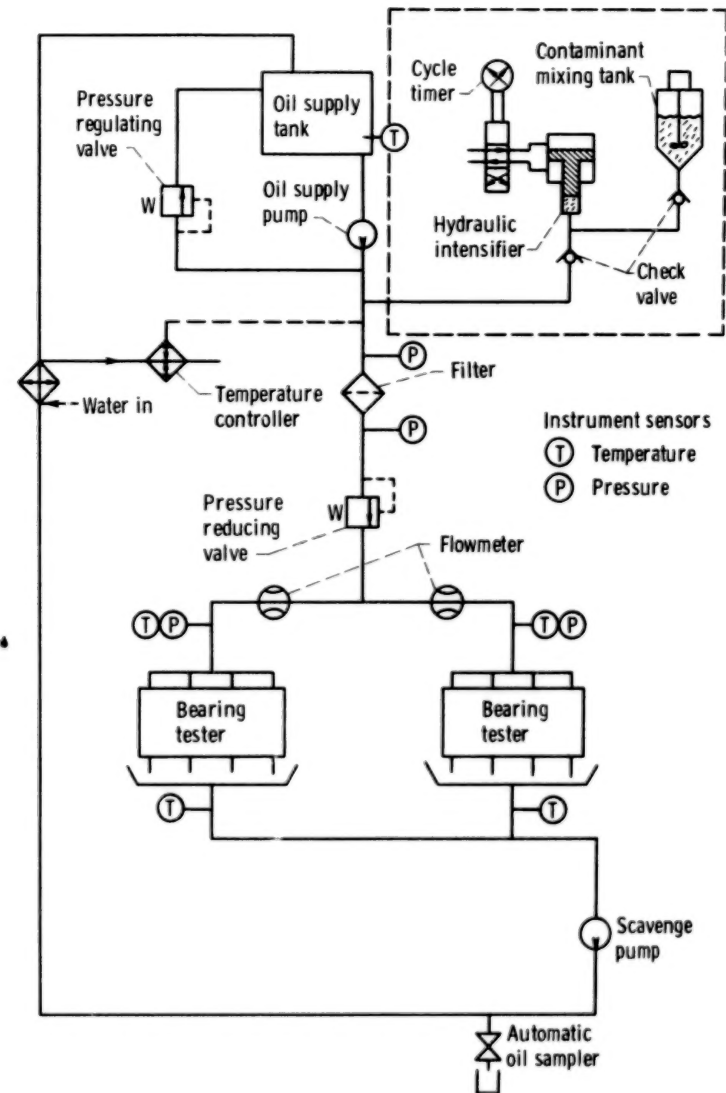 Cycle
timer
Contaminant
mixing tank
Pressure
regulating
valve
Oil supply
tank
T
Oil supply
pump
W
Hydraulic
intensifier
Check
valve
P
Filter
Water in
Temperature
controller
P
Instrument sensors
T Temperature
P Pressure
Pressure
reducing
valve
W
Flowmeter
T P
T P
Bearing
tester
Bearing
tester
T
T
Scavenge
pump
Automatic
oil sampler